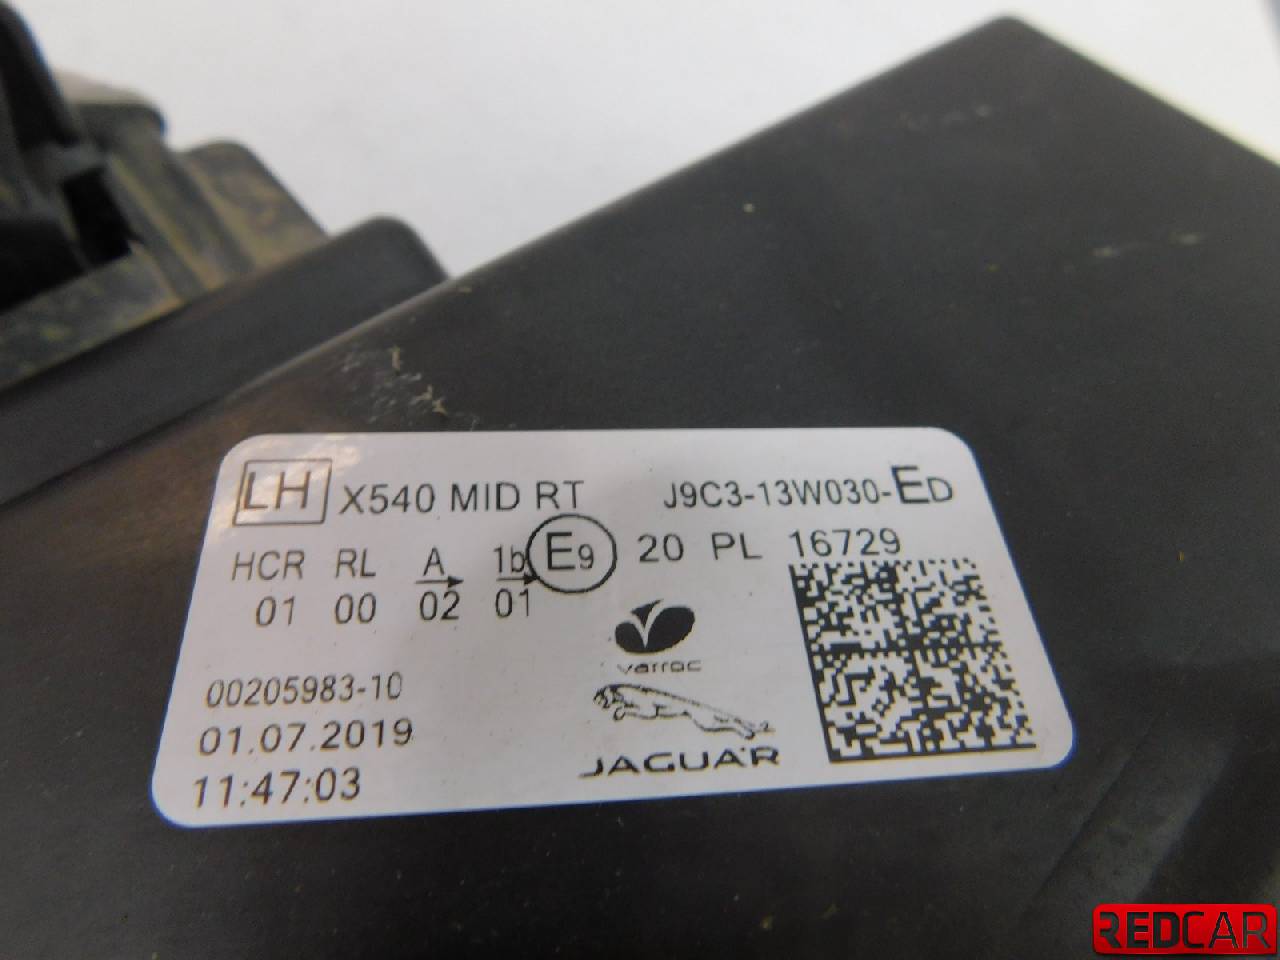 LH X540 MID RT J9C3-13W030-ED
HCR RL A 1b E9 20 PL 16729
01 00 02 01
varroc
00205983-10
01.07.2019
JAGUAR
11:47:03
REDCAR